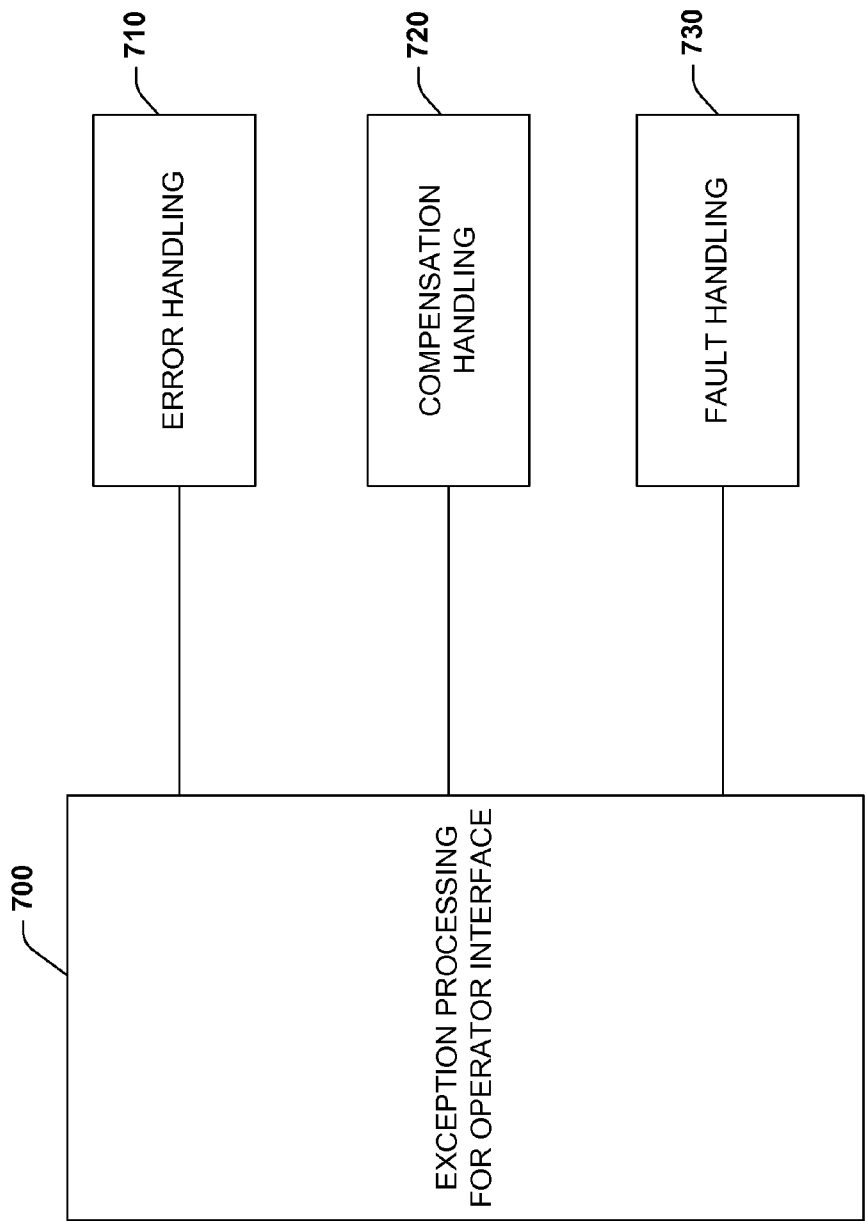 700
EXCEPTION PROCESSING
FOR OPERATOR INTERFACE
710
ERROR HANDLING
720
COMPENSATION
HANDLING
730
FAULT HANDLING